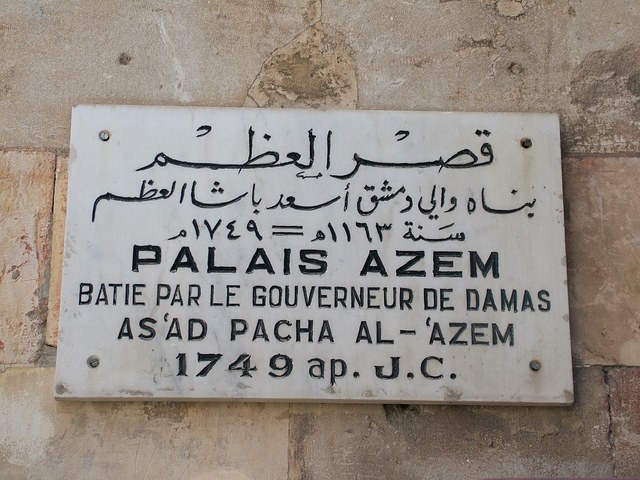 قصر العظم
بناه والي دمشق أسعد باشا العظم
سنة ١١٦٣ه = ١٧٤٩م
PALAIS AZEM
BATIE PAR LE GOUVERNEUR DE DAMAS
AS'AD PACHA AL-'AZEM
1749 ap. J.C.